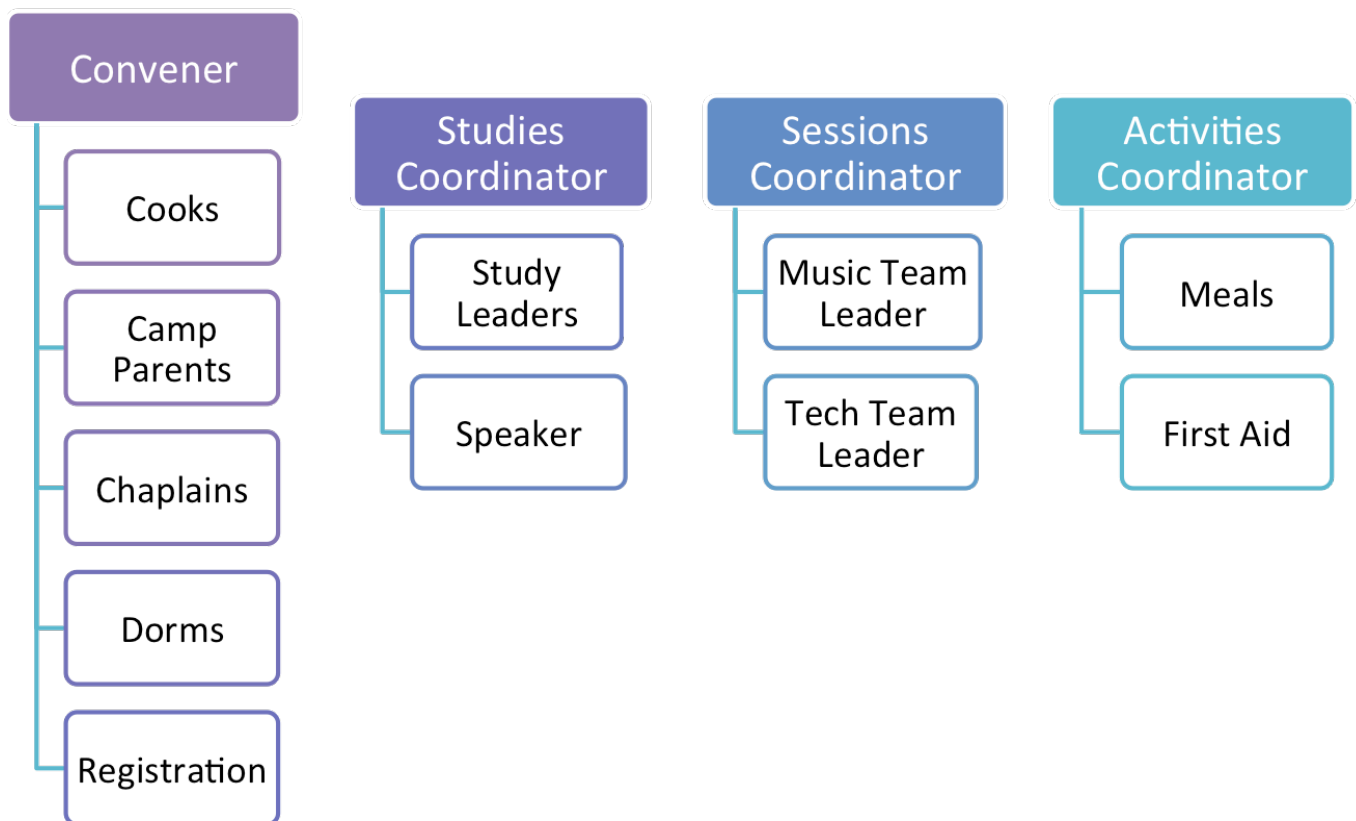 Convener
Cooks
Camp
Parents
Chaplains
Dorms
Registration
Studies
Coordinator
Study
Leaders
Speaker
Sessions
Coordinator
Music Team
Leader
Tech Team
Leader
Activities
Coordinator
Meals
First Aid